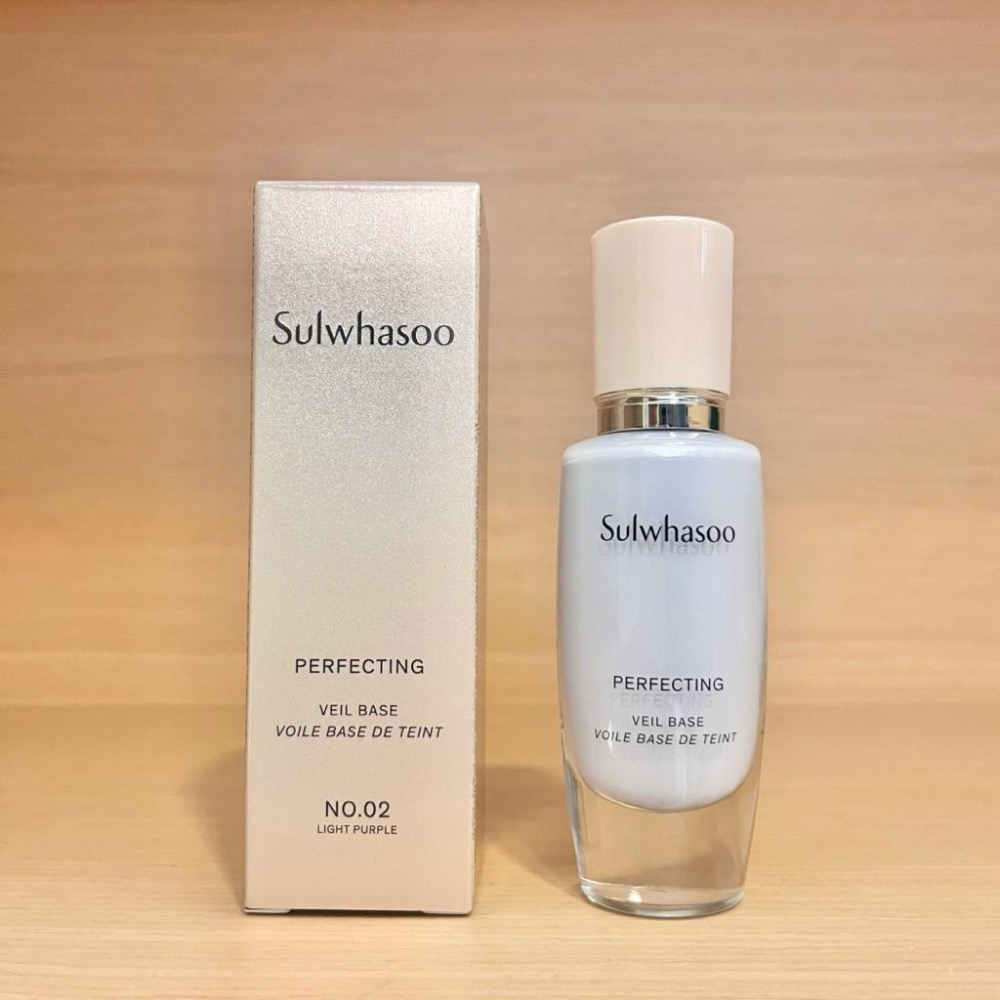 Sulwhasoo
PERFECTING
VEIL BASE
VOILE BASE DE TEINT
NO.02
LIGHT PURPLE
Sulwhasoo
PERFECTING
VEIL BASE
VOILE BASE DE TEINT